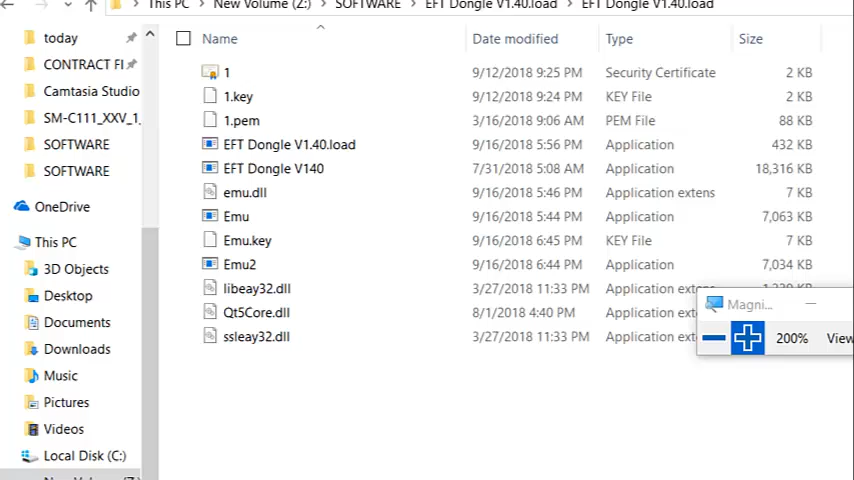 This PC > New Volume (Z:) > SOFTWARE > EFT Dongle V1.40.load > EFT Dongle V1.40.load
today
CONTRACT FI
Camtasia Studio
SM-C111_XXV_1_
SOFTWARE
SOFTWARE
OneDrive
This PC
3D Objects
Desktop
Documents
Downloads
Music
Pictures
Videos
Local Disk (C:)
New Volume (Z:)
Name Date modified Type Size
1 9/12/2018 9:25 PM Security Certificate 2 KB
1.key 9/12/2018 9:24 PM KEY File 2 KB
1.pem 3/16/2018 9:06 AM PEM File 88 KB
EFT Dongle V1.40.load 9/16/2018 5:56 PM Application 432 KB
EFT Dongle V140 7/31/2018 5:08 AM Application 18,316 KB
emu.dll 9/16/2018 5:46 PM Application extens 7 KB
Emu 9/16/2018 5:44 PM Application 7,063 KB
Emu.key 9/16/2018 6:45 PM KEY File 7 KB
Emu2 9/16/2018 6:44 PM Application 7,034 KB
libeay32.dll 3/27/2018 11:33 PM Application exten
Qt5Core.dll 8/1/2018 4:40 PM Application ext
ssleay32.dll 3/27/2018 11:33 PM Application ext
Magni...
200% View